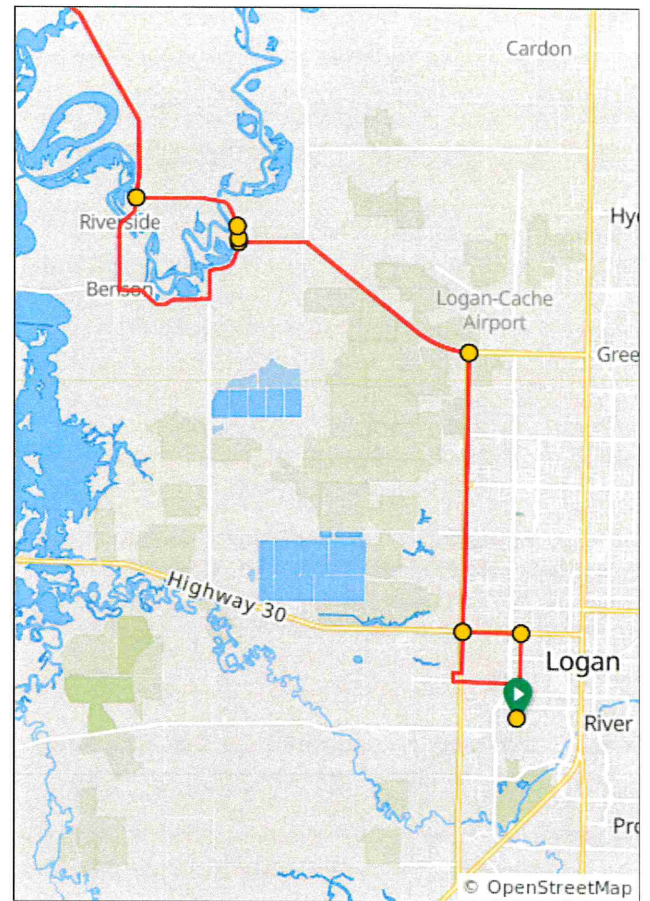 Cardon
Riverside
Hy
Benson
Logan-Cache
Airport
Gree
Highway 30
Logan
River
Pro
© OpenStreetMap